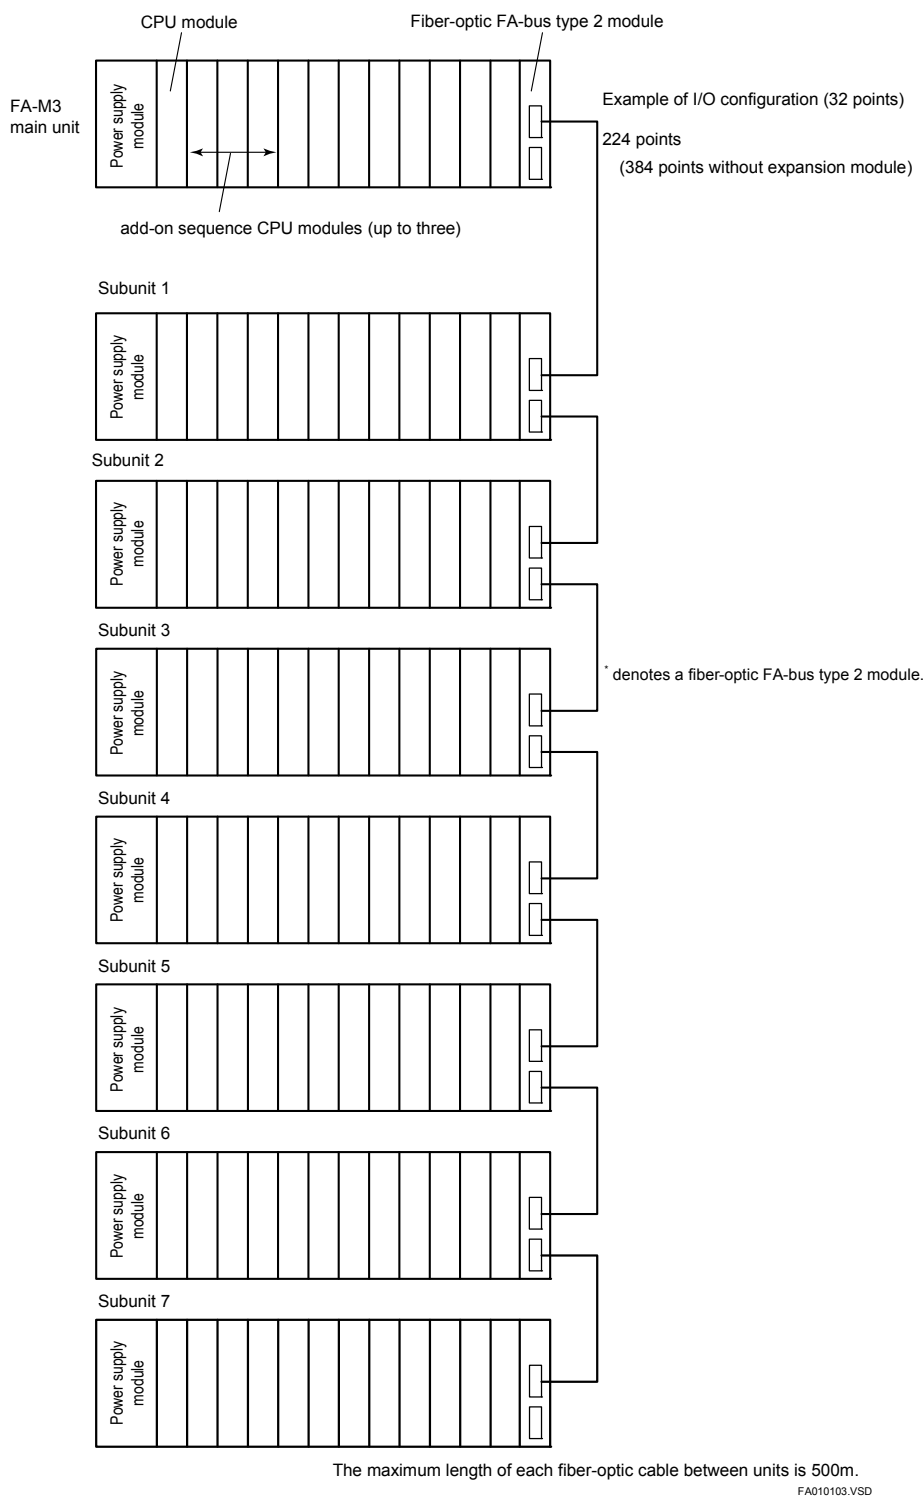 CPU module
Fiber-optic FA-bus type 2 module
FA-M3
main unit
Power supply
module
Example of I/O configuration (32 points)
224 points
(384 points without expansion module)
add-on sequence CPU modules (up to three)
Subunit 1
Power supply
module
Subunit 2
Power supply
module
Subunit 3
Power supply
module
* denotes a fiber-optic FA-bus type 2 module.
Subunit 4
Power supply
module
Subunit 5
Power supply
module
Subunit 6
Power supply
module
Subunit 7
Power supply
module
The maximum length of each fiber-optic cable between units is 500m.
FA010103.VSD